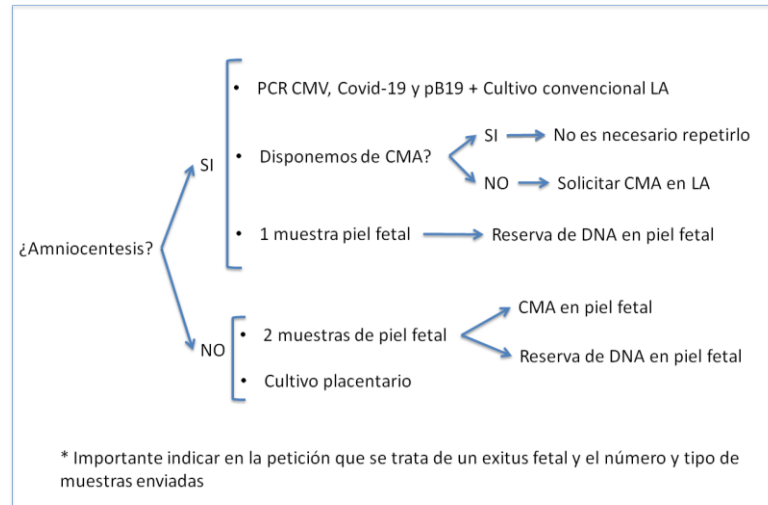 • PCR CMV, Covid-19 y pB19 + Cultivo convencional LA
SI No es necesario repetirlo
• Disponemos de CMA?
SI
NO Solicitar CMA en LA
• 1 muestra piel fetal Reserva de DNA en piel fetal
¿Amniocentesis?
CMA en piel fetal
• 2 muestras de piel fetal
NO
Reserva de DNA en piel fetal
• Cultivo placentario
* Importante indicar en la petición que se trata de un exitus fetal y el número y tipo de
muestras enviadas